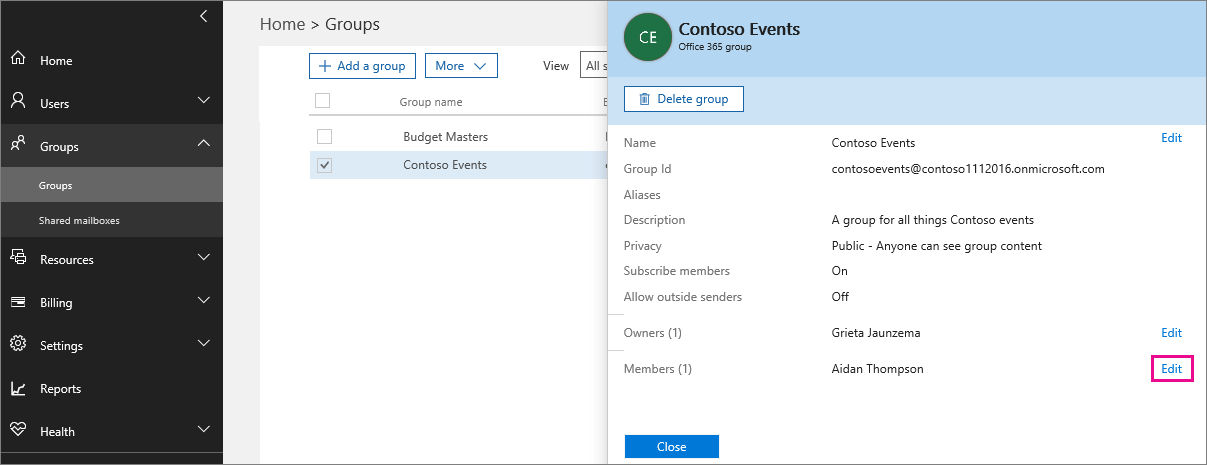 Home
Users
Groups
Groups
Shared mailboxes
Resources
Billing
Settings
Reports
Health
Home > Groups
+ Add a group
More
View
All s
Group name
Budget Masters
Contoso Events
CE
Contoso Events
Office 365 group
Delete group
Name Contoso Events Edit
Group Id contosoevents@contoso1112016.onmicrosoft.com
Aliases
Description A group for all things Contoso events
Privacy Public - Anyone can see group content
Subscribe members On
Allow outside senders Off
Owners (1) Grieta Jaunzema Edit
Members (1) Aidan Thompson Edit
Close